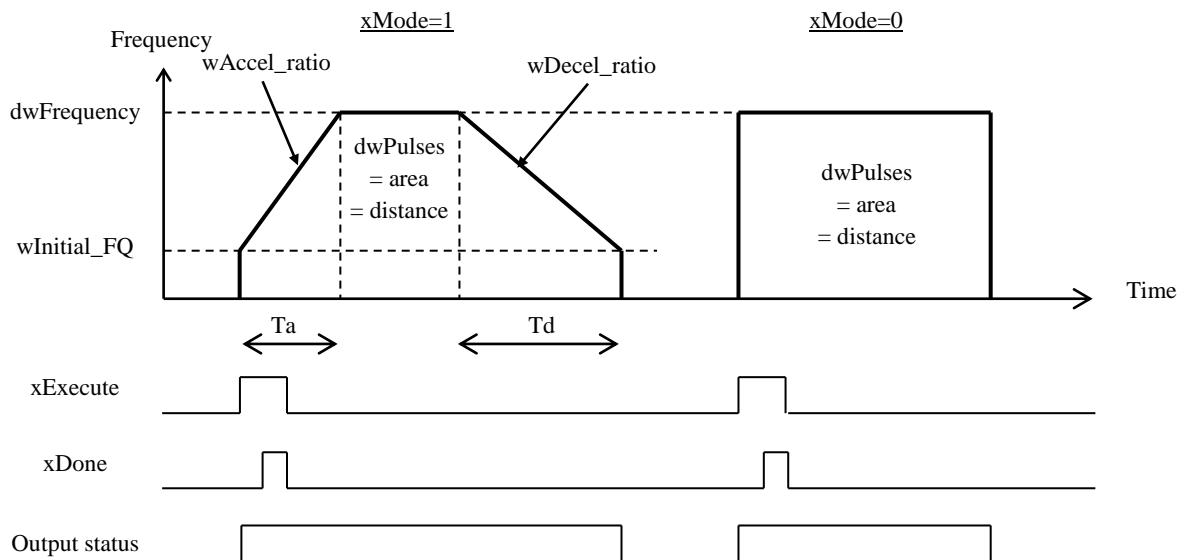 xMode=1
xMode=0
Frequency
wAccel_ratio
wDecel_ratio
dwFrequency
dwPulses
= area
= distance
dwPulses
= area
= distance
wInitial_FQ
Time
Ta
Td
xExecute
xDone
Output status